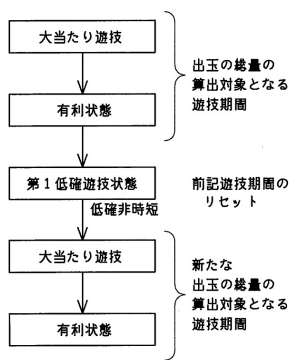 大当たり遊技
有利状態
出玉の総量の
算出対象となる
遊技期間
第1低確遊技状態
前記遊技期間の
リセット
低確非時短
大当たり遊技
有利状態
新たな
出玉の総量の
算出対象となる
遊技期間